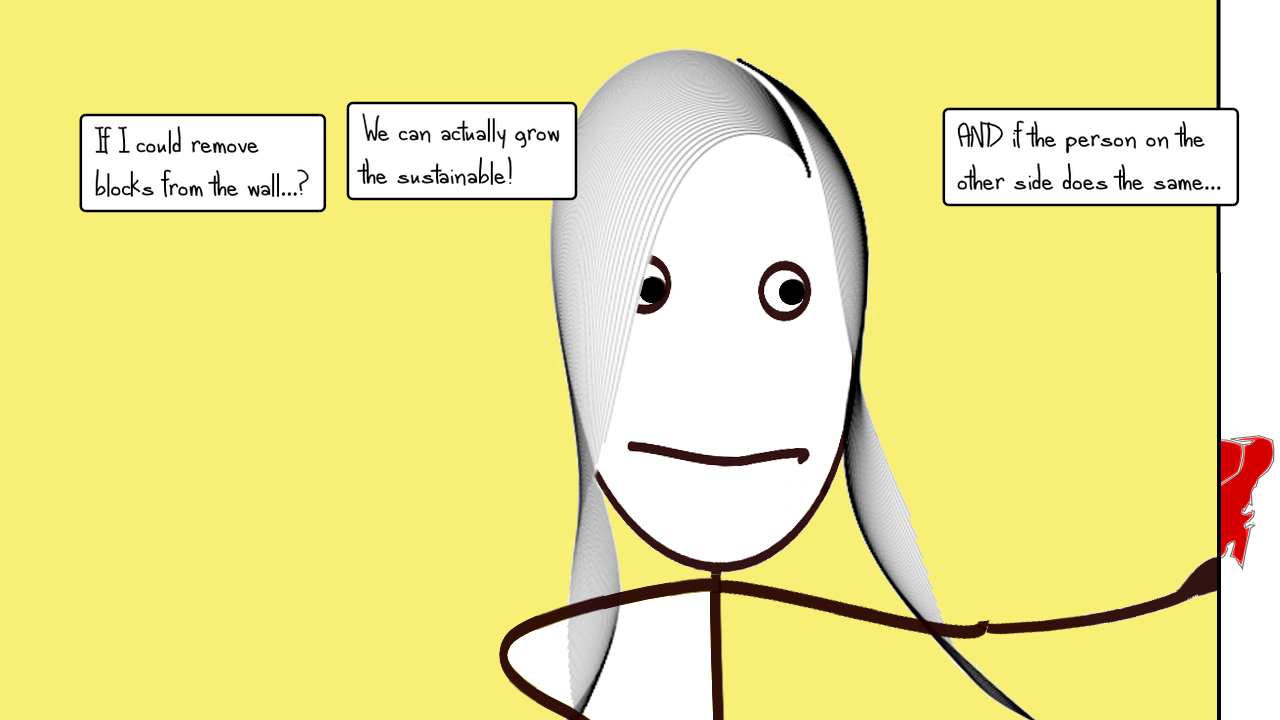 If I could remove
blocks from the wall...?
We can actually grow
the sustainable!
AND if the person on the
other side does the same...